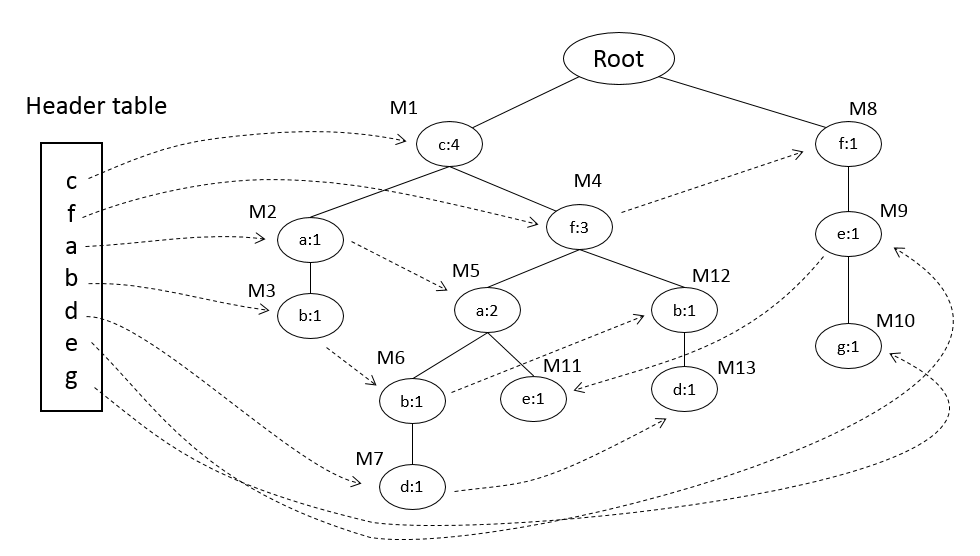 Root
Header table
M1
M8
c:4
f:1
c
f
a
b
d
e
g
M4
M2
M9
f:3
a:1
e:1
M5
M12
M3
a:2
b:1
b:1
M10
g:1
M6
M11
M13
b:1
e:1
d:1
M7
d:1